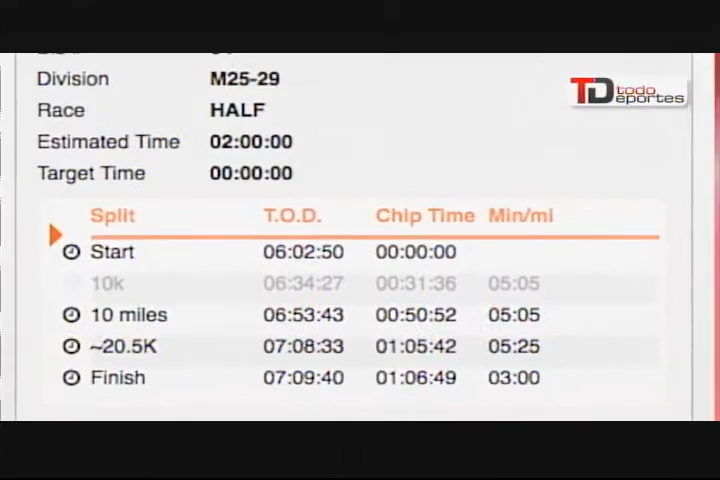 Division M25-29
TD todo eportes
Race HALF
Estimated Time 02:00:00
Target Time 00:00:00
Split T.O.D. Chip Time Min/mi
Start 06:02:50 00:00:00
10k 06:34:27 00:31:36 05:05
10 miles 06:53:43 00:50:52 05:05
~20.5K 07:08:33 01:05:42 05:25
Finish 07:09:40 01:06:49 03:00